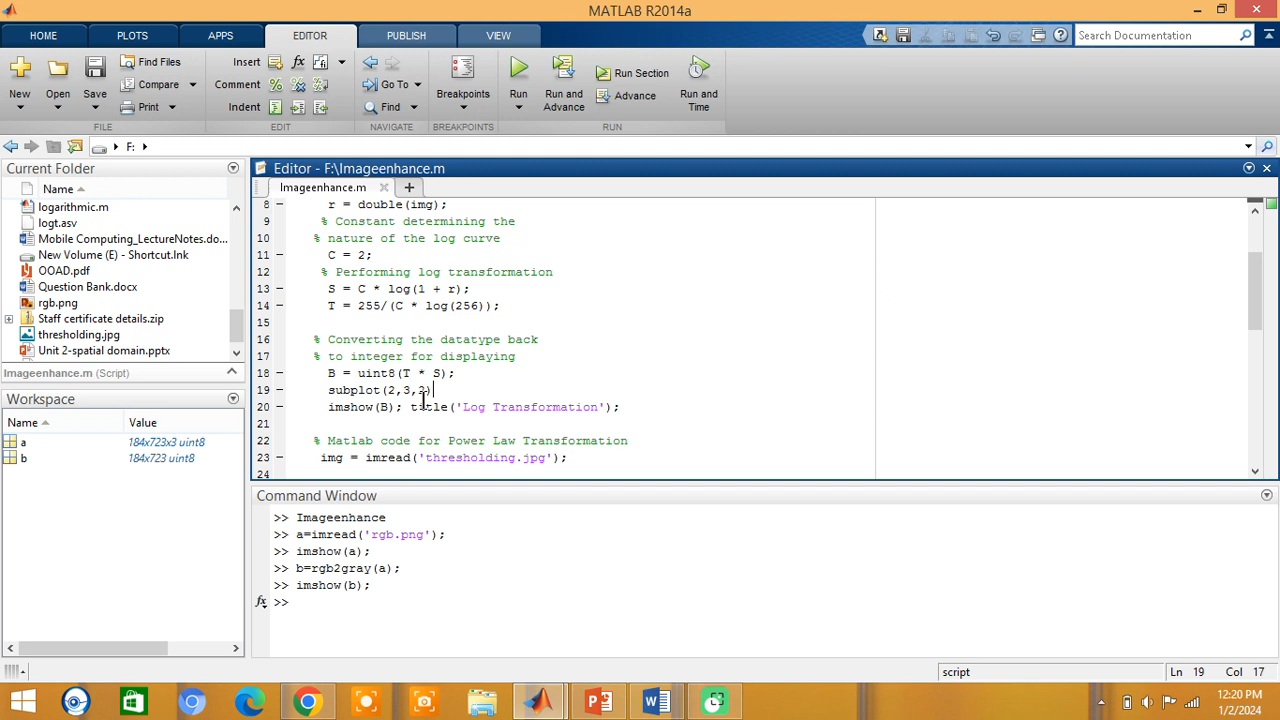 MATLAB R2014a
HOME PLOTS APPS EDITOR PUBLISH VIEW Search Documentation
Find Files Insert fx
New Open Save Compare Comment Go To Breakpoints Run Run and Advance Run Section Advance Run and Time
Print Indent Find
FILE EDIT NAVIGATE BREAKPOINTS RUN
F:
Current Folder
Name
logarithmic.m
logt.asv
Mobile Computing_LectureNotes.do...
New Volume (E) - Shortcut.lnk
OOAD.pdf
Question Bank.docx
rgb.png
Staff certificate details.zip
thresholding.jpg
Unit 2-spatial domain.pptx
Imageenhance.m (Script)
Workspace
Name Value
a 184x723x3 uint8
b 184x723 uint8
Editor - F:\Imageenhance.m
Imageenhance.m
8 r = double(img);
9 % Constant determining the
10 % nature of the log curve
11 C = 2;
12 % Performing log transformation
13 S = C * log(1 + r);
14 T = 255/(C * log(256));
15
16 % Converting the datatype back
17 % to integer for displaying
18 B = uint8(T * S);
19 subplot(2,3,2)
20 imshow(B); title('Log Transformation');
21
22 % Matlab code for Power Law Transformation
23 img = imread('thresholding.jpg');
24
Command Window
>> Imageenhance
>> a=imread('rgb.png');
>> imshow(a);
>> b=rgb2gray(a);
>> imshow(b);
fx >>
script Ln 19 Col 17
12:20 PM
1/2/2024